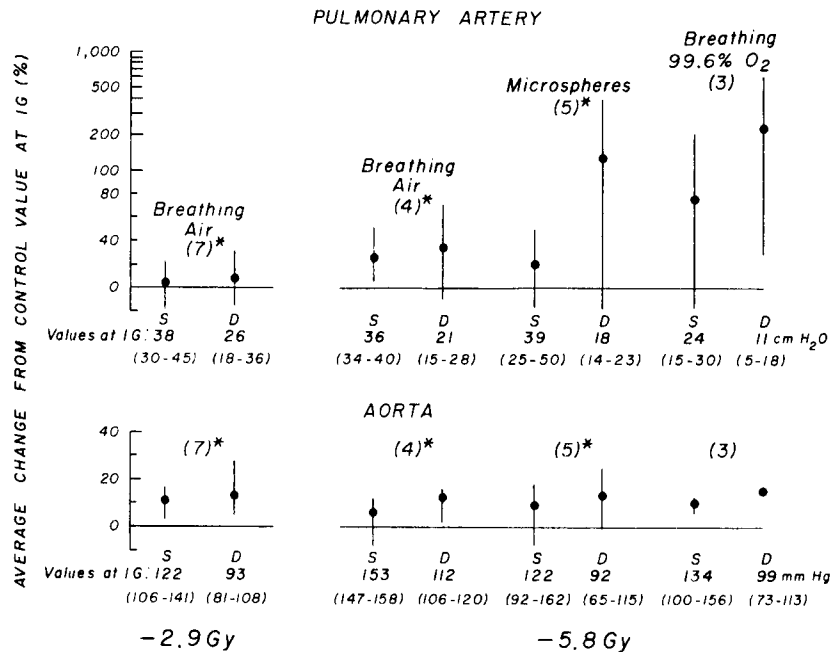 PULMONARY ARTERY
AVERAGE CHANGE FROM CONTROL VALUE AT 1G (%)
1,000
500
200
100
80
40
0
Breathing
Air
(7)*
Breathing
Air
(4)*
Microspheres
(5)*
Breathing
99.6% O2
(3)
S D S D S D S D
Values at 1G: 38 26 36 21 39 18 24 11 cm H2O
(30-45) (18-36) (34-40) (15-28) (25-50) (14-23) (15-30) (5-18)
AORTA
40
20
0
(7)* (4)* (5)* (3)
S D S D S D S D
Values at 1G: 122 93 153 112 122 92 134 99 mm Hg
(106-141) (81-108) (147-158) (106-120) (92-162) (65-115) (100-156) (73-113)
-2.9 Gy -5.8 Gy